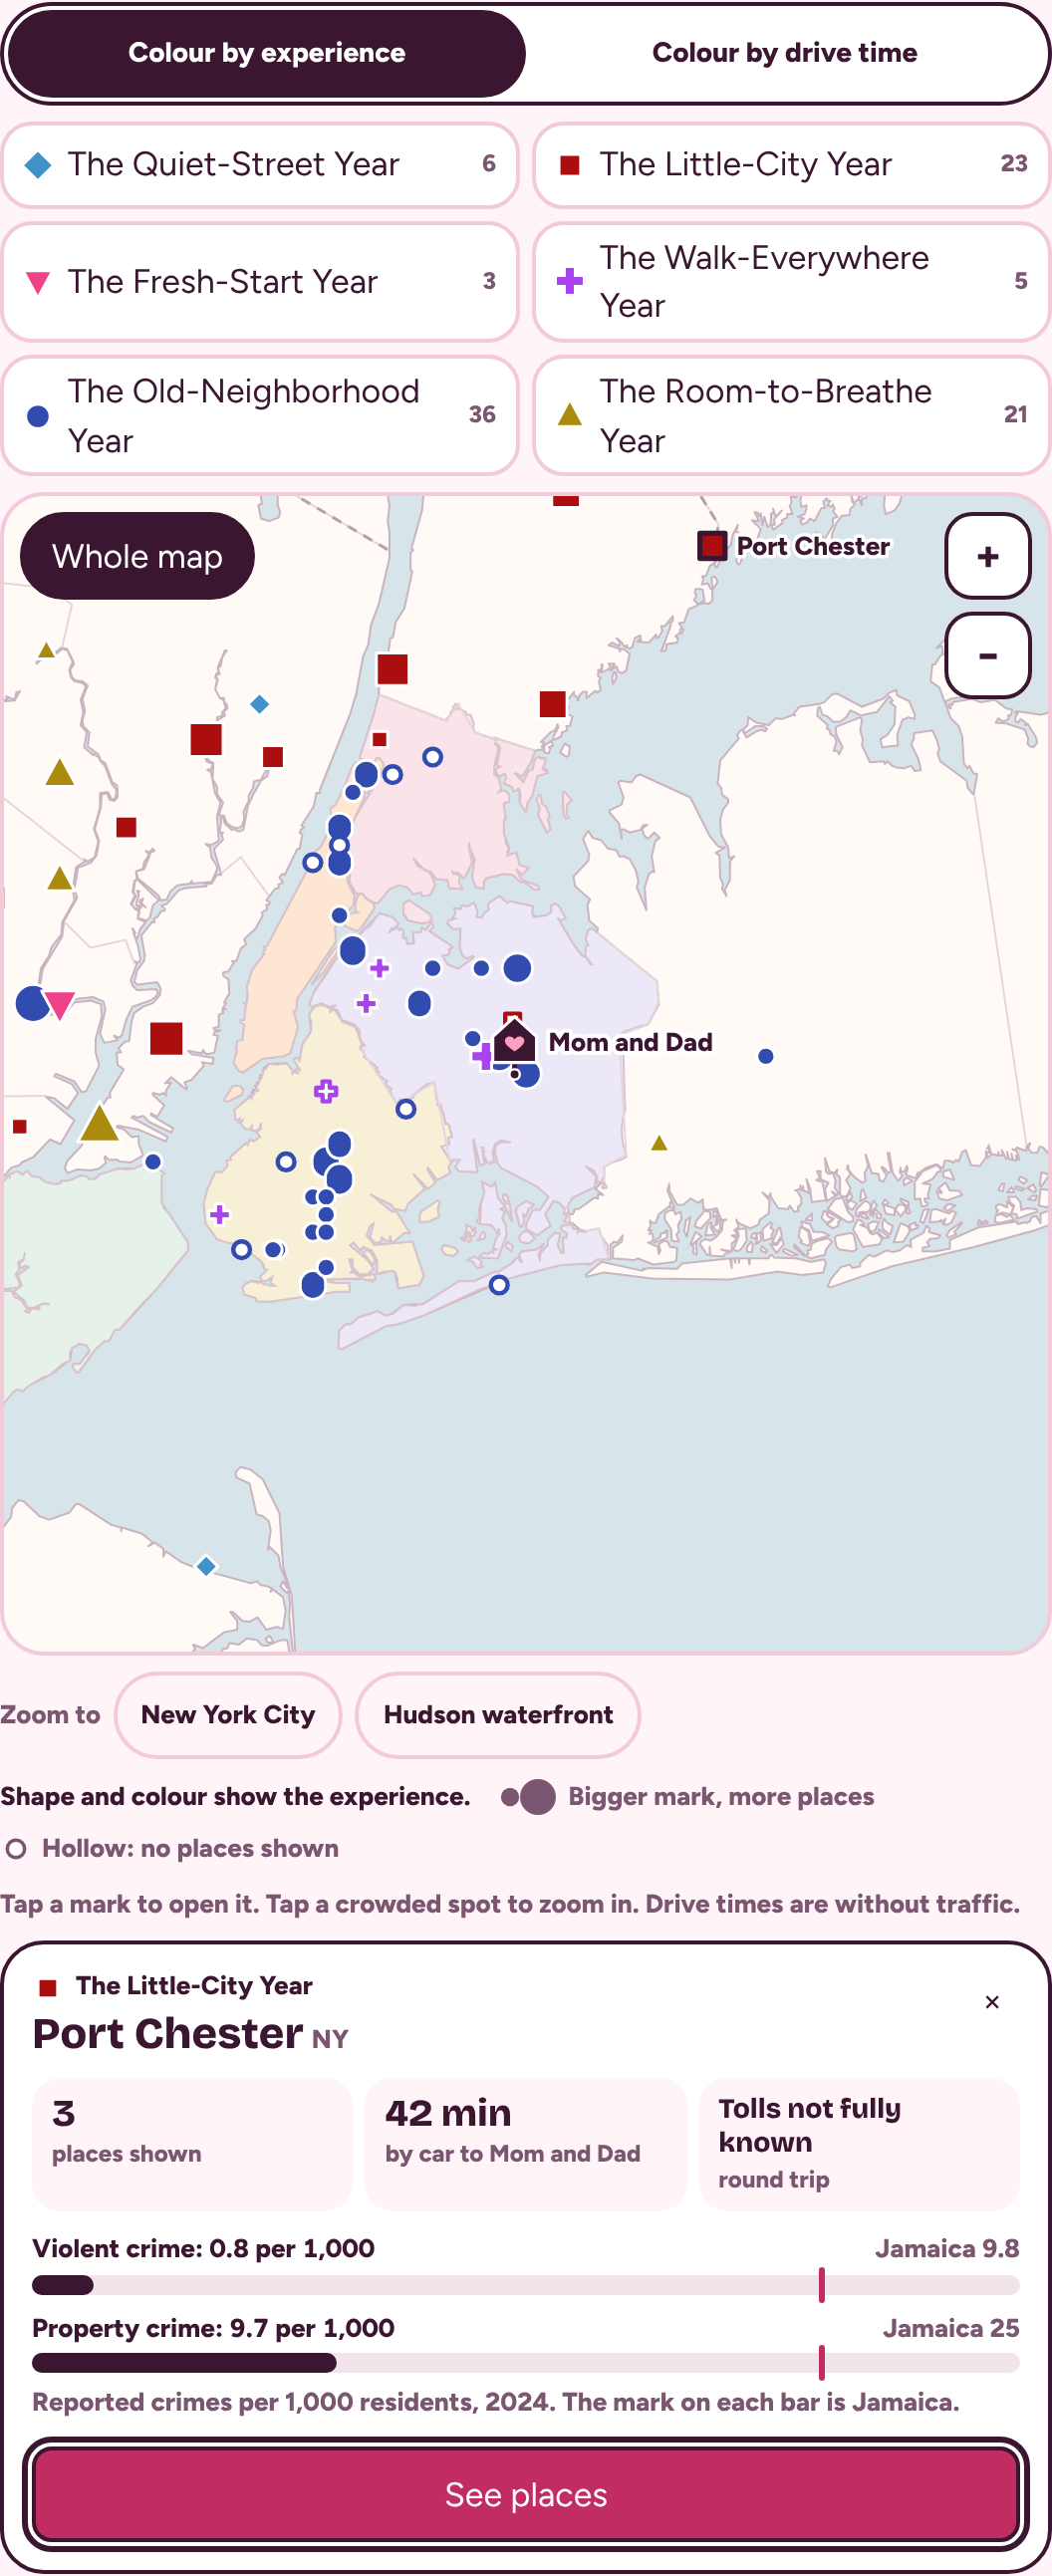 Colour by experience
Colour by drive time
The Quiet-Street Year 6
The Little-City Year 23
The Fresh-Start Year 3
The Walk-Everywhere
Year 5
The Old-Neighborhood
Year 36
The Room-to-Breathe
Year 21
Whole map
Port Chester
+
-
Mom and Dad
Zoom to
New York City
Hudson waterfront
Shape and colour show the experience.
Bigger mark, more places
Hollow: no places shown
Tap a mark to open it. Tap a crowded spot to zoom in. Drive times are without traffic.
The Little-City Year
×
Port Chester NY
3
places shown
42 min
by car to Mom and Dad
Tolls not fully
known
round trip
Violent crime: 0.8 per 1,000
Jamaica 9.8
Property crime: 9.7 per 1,000
Jamaica 25
Reported crimes per 1,000 residents, 2024. The mark on each bar is Jamaica.
See places